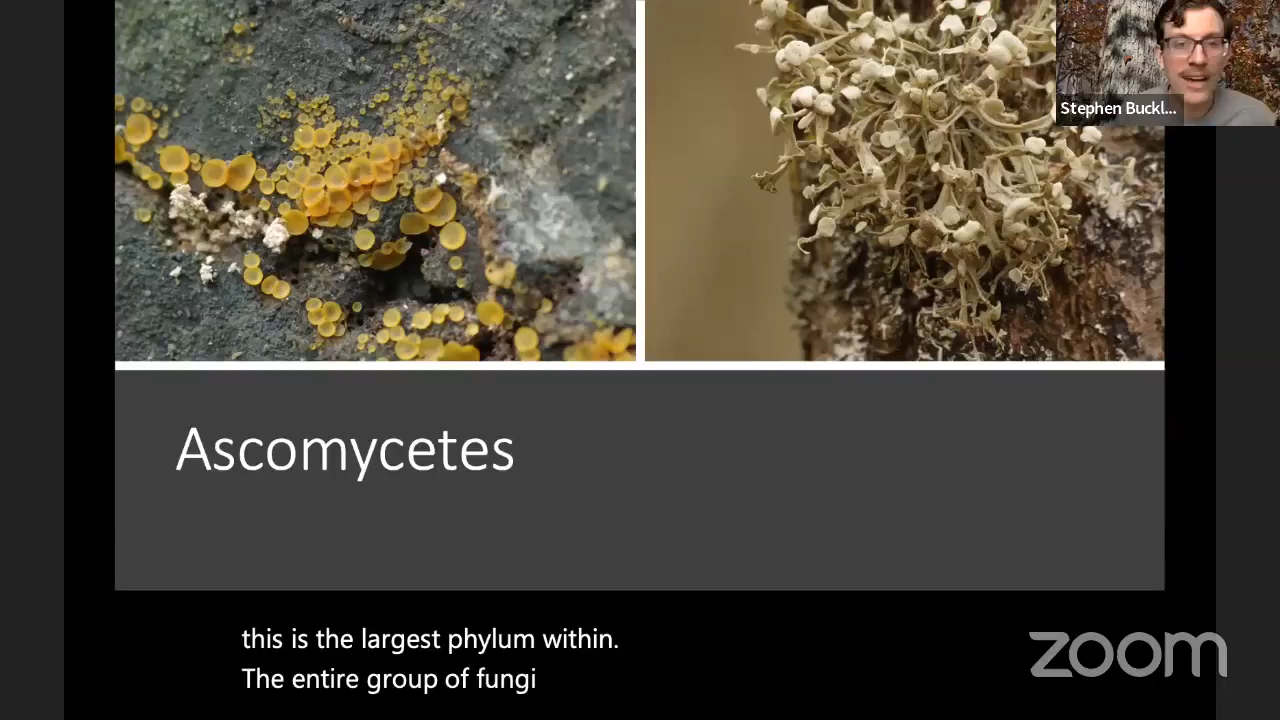 Stephen Buckl...
Ascomycetes
this is the largest phylum within.
The entire group of fungi
zoom